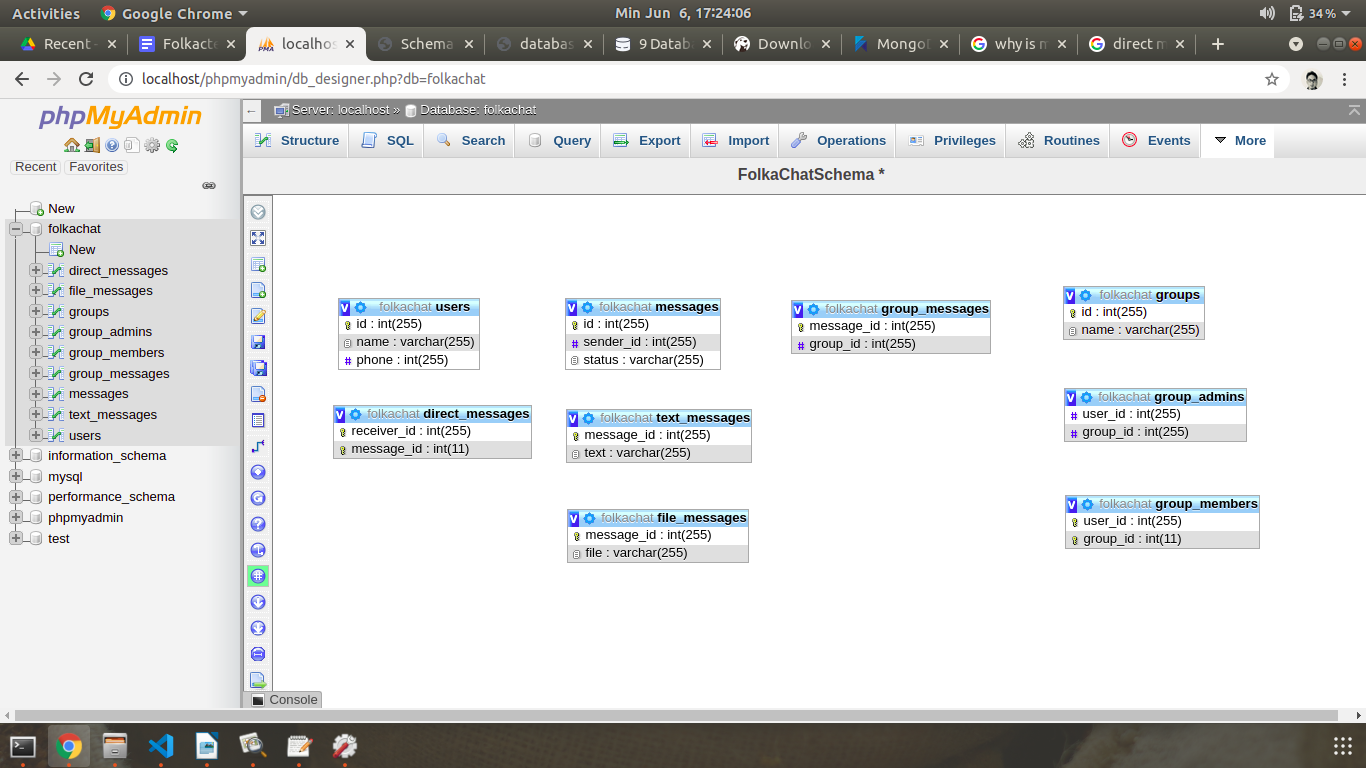 Activities
Google Chrome
Min Jun 6, 17:24:06
34 %
Recent -
Folkacte
localhos
Schema
databas
9 Datab
Downlo
MongoD
why is m
direct m
localhost/phpmyadmin/db_designer.php?db=folkachat
phpMyAdmin
Recent
Favorites
New
folkachat
New
direct_messages
file_messages
groups
group_admins
group_members
group_messages
messages
text_messages
users
information_schema
mysql
performance_schema
phpmyadmin
test
Server: localhost » Database: folkachat
Structure
SQL
Search
Query
Export
Import
Operations
Privileges
Routines
Events
More
FolkaChatSchema *
V folkachat users
id : int(255)
name : varchar(255)
# phone : int(255)
V folkachat messages
id : int(255)
# sender_id : int(255)
status : varchar(255)
V folkachat group_messages
message_id : int(255)
# group_id : int(255)
V folkachat groups
id : int(255)
name : varchar(255)
V folkachat direct_messages
receiver_id : int(255)
message_id : int(11)
V folkachat text_messages
message_id : int(255)
text : varchar(255)
V folkachat group_admins
# user_id : int(255)
# group_id : int(255)
V folkachat file_messages
message_id : int(255)
file : varchar(255)
V folkachat group_members
user_id : int(255)
group_id : int(11)
Console